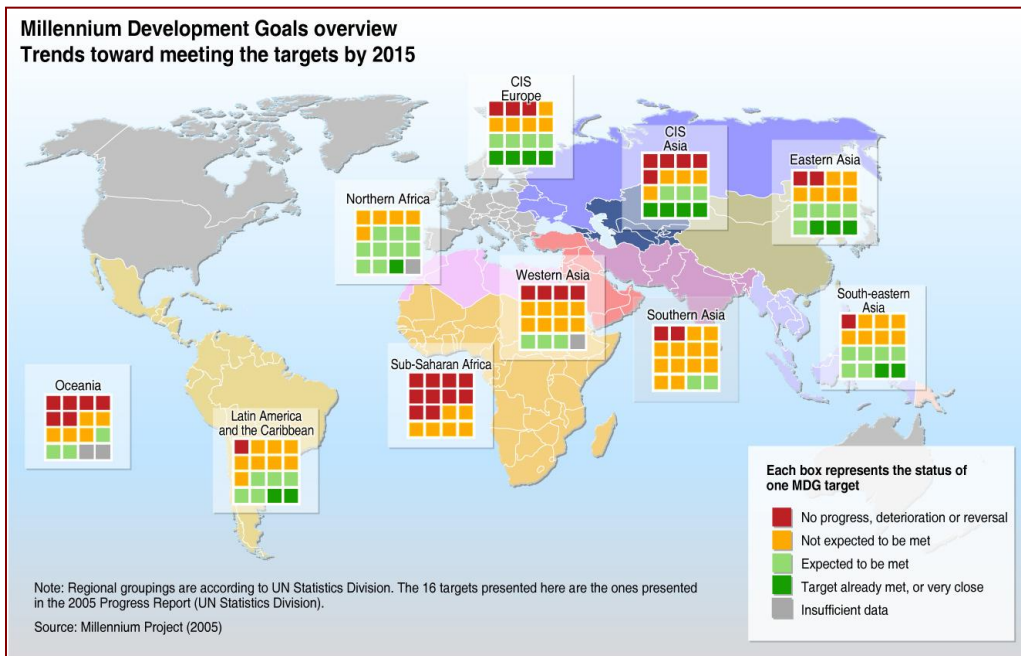 Millennium Development Goals overview
Trends toward meeting the targets by 2015
CIS
Europe
CIS
Asia
Eastern Asia
Northern Africa
Western Asia
South-eastern
Asia
Southern Asia
Sub-Saharan Africa
Oceania
Latin America
and the Caribbean
Each box represents the status of
one MDG target
No progress, deterioration or reversal
Not expected to be met
Expected to be met
Target already met, or very close
Insufficient data
Note: Regional groupings are according to UN Statistics Division. The 16 targets presented here are the ones presented
in the 2005 Progress Report (UN Statistics Division).
Source: Millennium Project (2005)